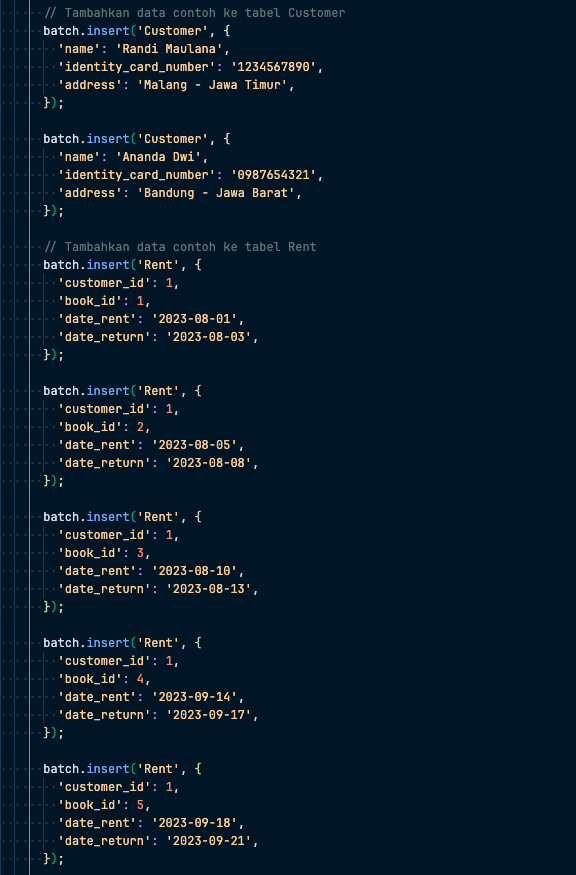 // Tambahkan data contoh ke tabel Customer
batch.insert('Customer', {
  'name': 'Randi Maulana',
  'identity_card_number': '1234567890',
  'address': 'Malang - Jawa Timur',
});

batch.insert('Customer', {
  'name': 'Ananda Dwi',
  'identity_card_number': '0987654321',
  'address': 'Bandung - Jawa Barat',
});

// Tambahkan data contoh ke tabel Rent
batch.insert('Rent', {
  'customer_id': 1,
  'book_id': 1,
  'date_rent': '2023-08-01',
  'date_return': '2023-08-03',
});

batch.insert('Rent', {
  'customer_id': 1,
  'book_id': 2,
  'date_rent': '2023-08-05',
  'date_return': '2023-08-08',
});

batch.insert('Rent', {
  'customer_id': 1,
  'book_id': 3,
  'date_rent': '2023-08-10',
  'date_return': '2023-08-13',
});

batch.insert('Rent', {
  'customer_id': 1,
  'book_id': 4,
  'date_rent': '2023-09-14',
  'date_return': '2023-09-17',
});

batch.insert('Rent', {
  'customer_id': 1,
  'book_id': 5,
  'date_rent': '2023-09-18',
  'date_return': '2023-09-21',
});